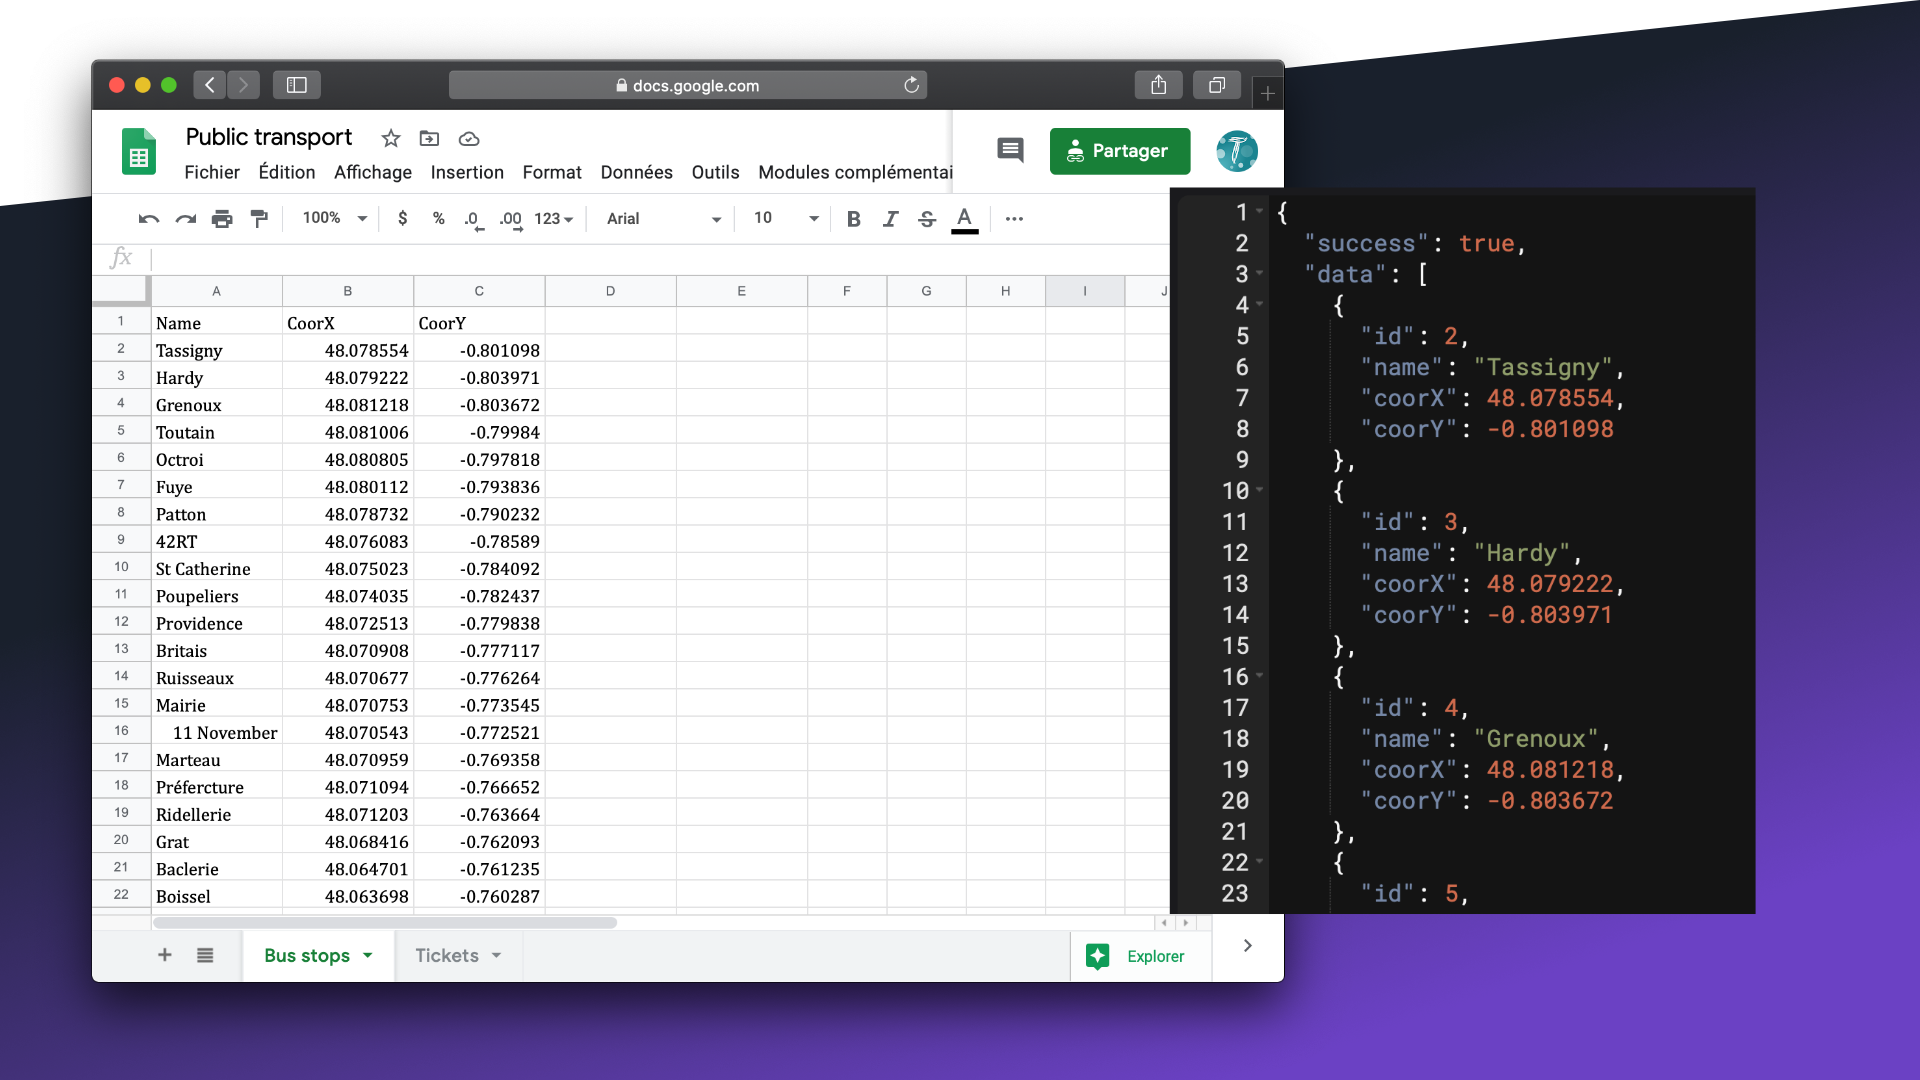 docs.google.com
Public transport
Fichier Édition Affichage Insertion Format Données Outils Modules complémentai
Partager
100% $ % .0 .00 123 Arial 10 B I S A
fx
A B C D E F G H I J
1 Name CoorX CoorY
2 Tassigny 48.078554 -0.801098
3 Hardy 48.079222 -0.803971
4 Grenoux 48.081218 -0.803672
5 Toutain 48.081006 -0.79984
6 Octroi 48.080805 -0.797818
7 Fuye 48.080112 -0.793836
8 Patton 48.078732 -0.790232
9 42RT 48.076083 -0.78589
10 St Catherine 48.075023 -0.784092
11 Poupeliers 48.074035 -0.782437
12 Providence 48.072513 -0.779838
13 Britais 48.070908 -0.777117
14 Ruisseaux 48.070677 -0.776264
15 Mairie 48.070753 -0.773545
16 11 November 48.070543 -0.772521
17 Marteau 48.070959 -0.769358
18 Préfercture 48.071094 -0.766652
19 Ridellerie 48.071203 -0.763664
20 Grat 48.068416 -0.762093
21 Baclerie 48.064701 -0.761235
22 Boissel 48.063698 -0.760287
Bus stops Tickets Explorer
1 {
2 "success": true,
3 "data": [
4 {
5 "id": 2,
6 "name": "Tassigny",
7 "coorX": 48.078554,
8 "coorY": -0.801098
9 },
10 {
11 "id": 3,
12 "name": "Hardy",
13 "coorX": 48.079222,
14 "coorY": -0.803971
15 },
16 {
17 "id": 4,
18 "name": "Grenoux",
19 "coorX": 48.081218,
20 "coorY": -0.803672
21 },
22 {
23 "id": 5,